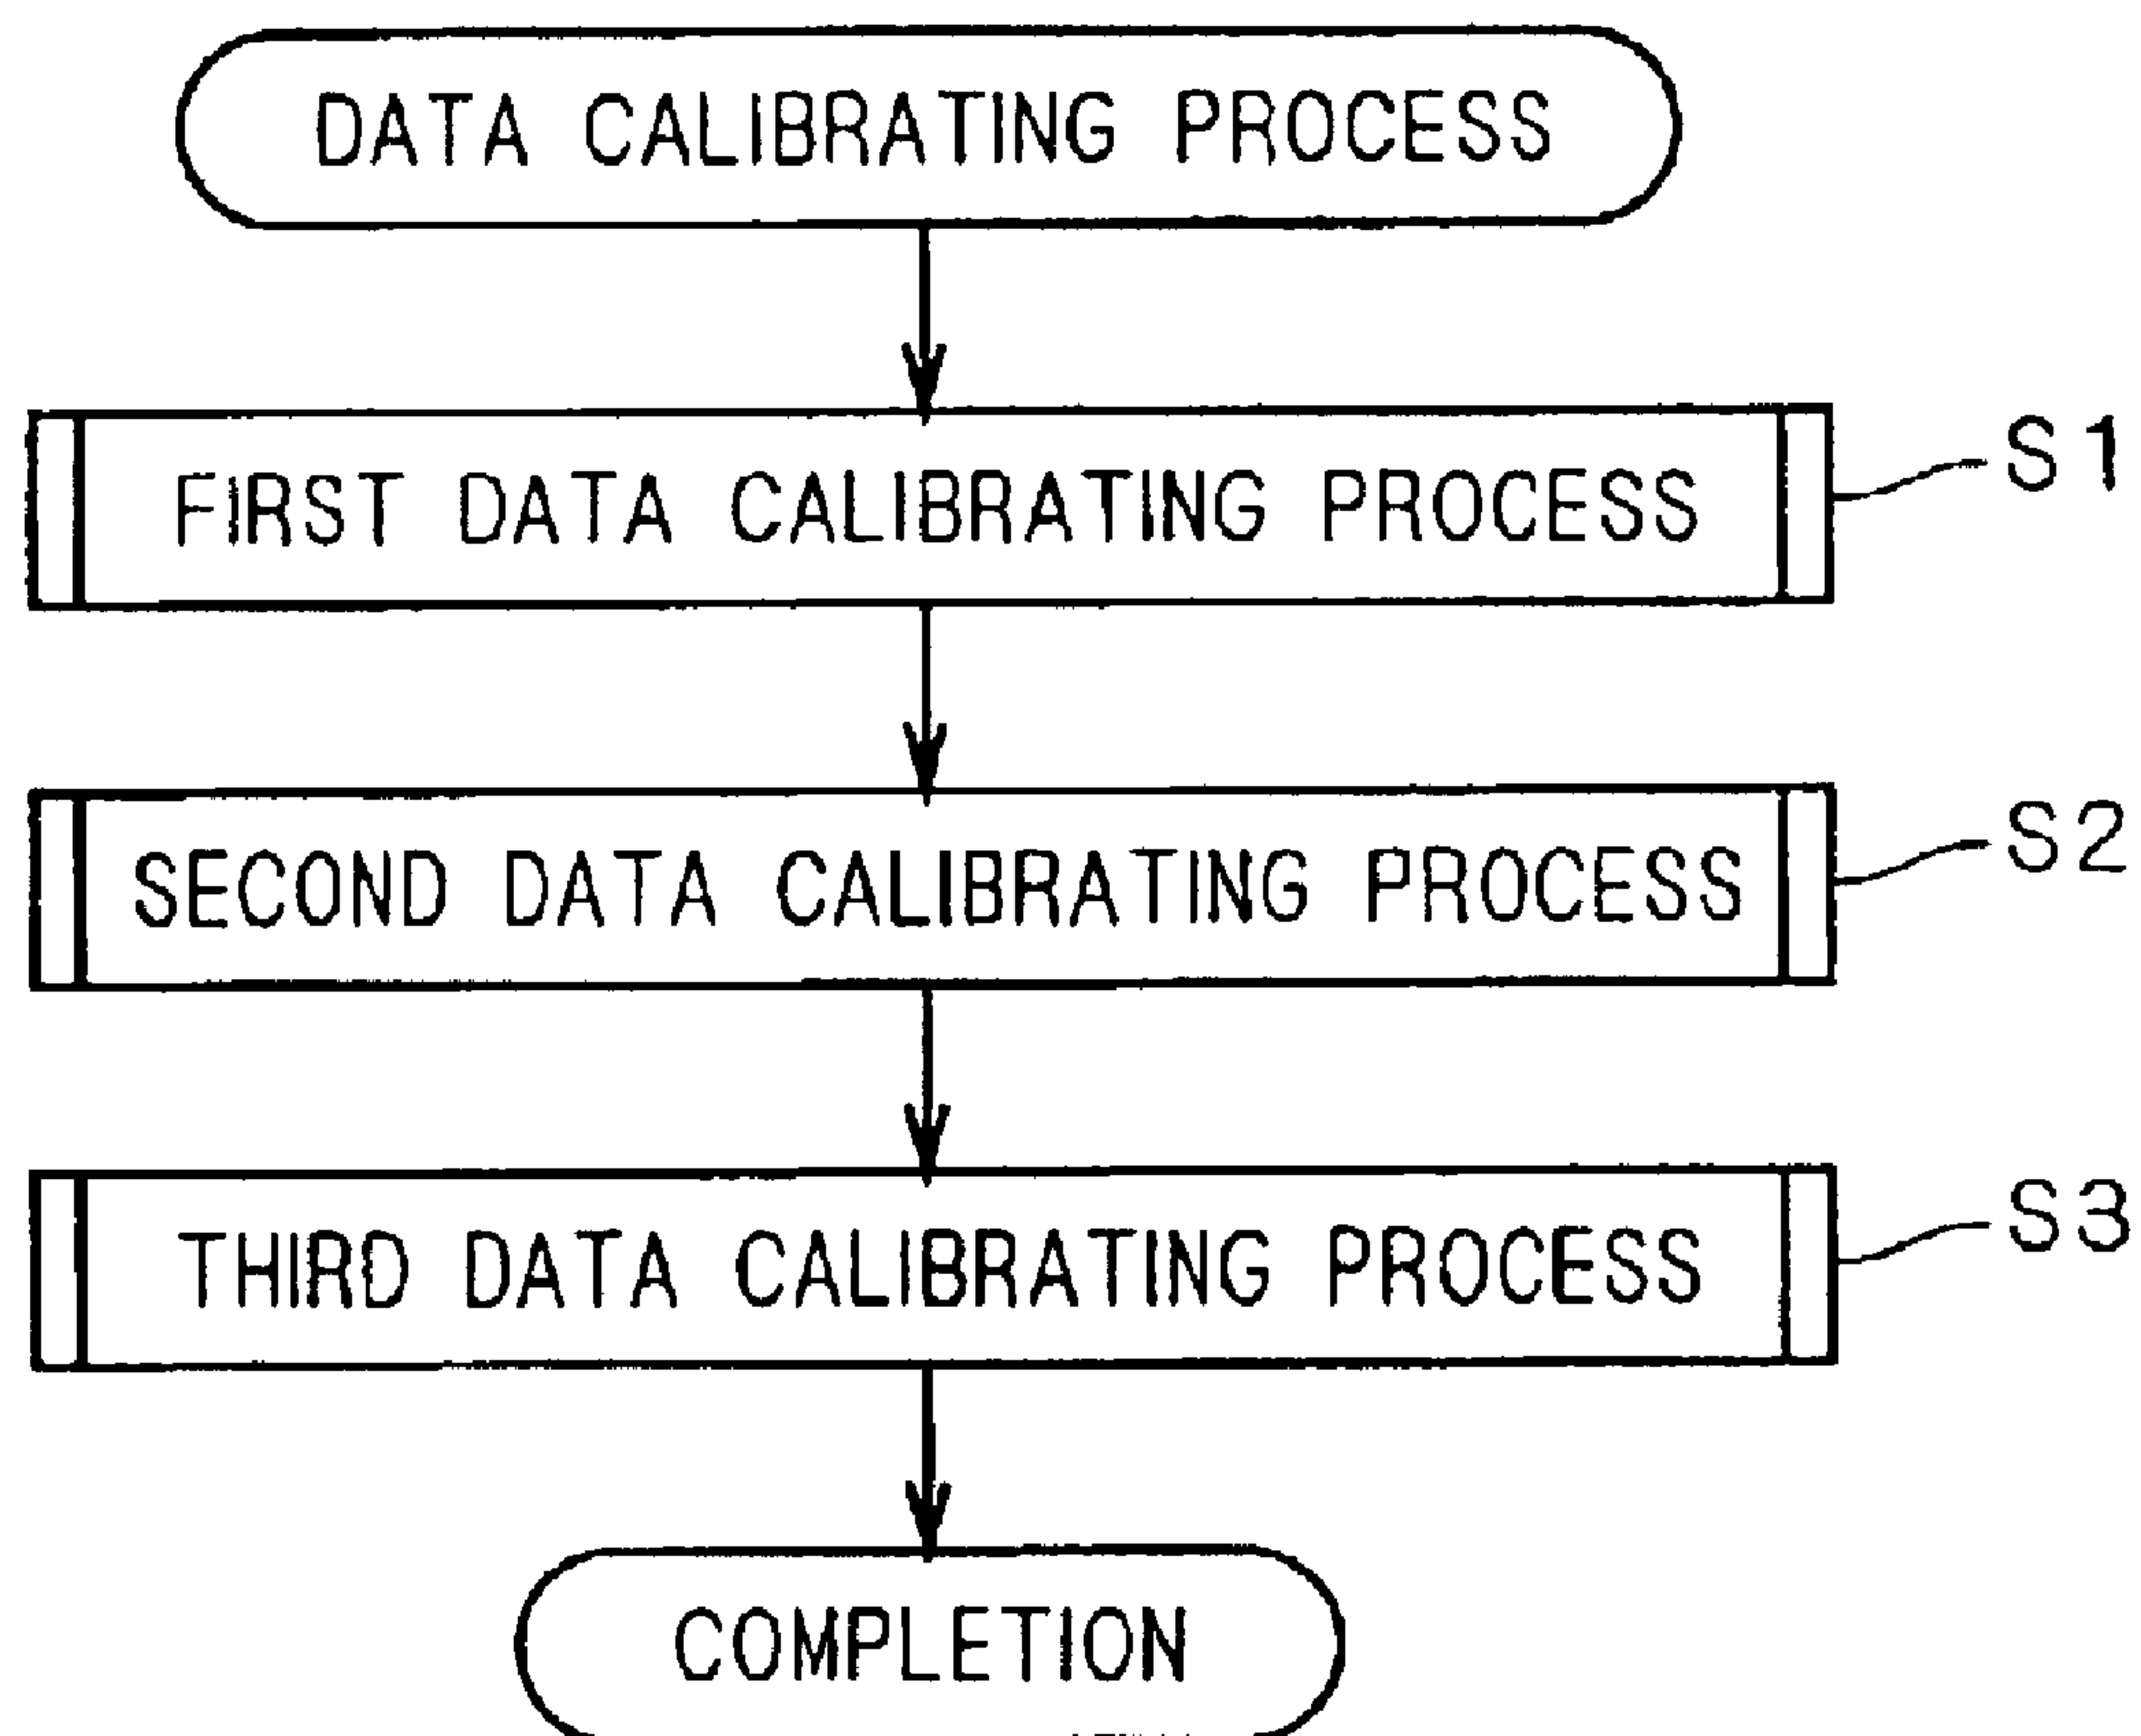 DATA CALIBRATING PROCESS
FIRST DATA CALIBRATING PROCESS
S1
SECOND DATA CALIBRATING PROCESS
S2
THIRD DATA CALIBRATING PROCESS
S3
COMPLETION